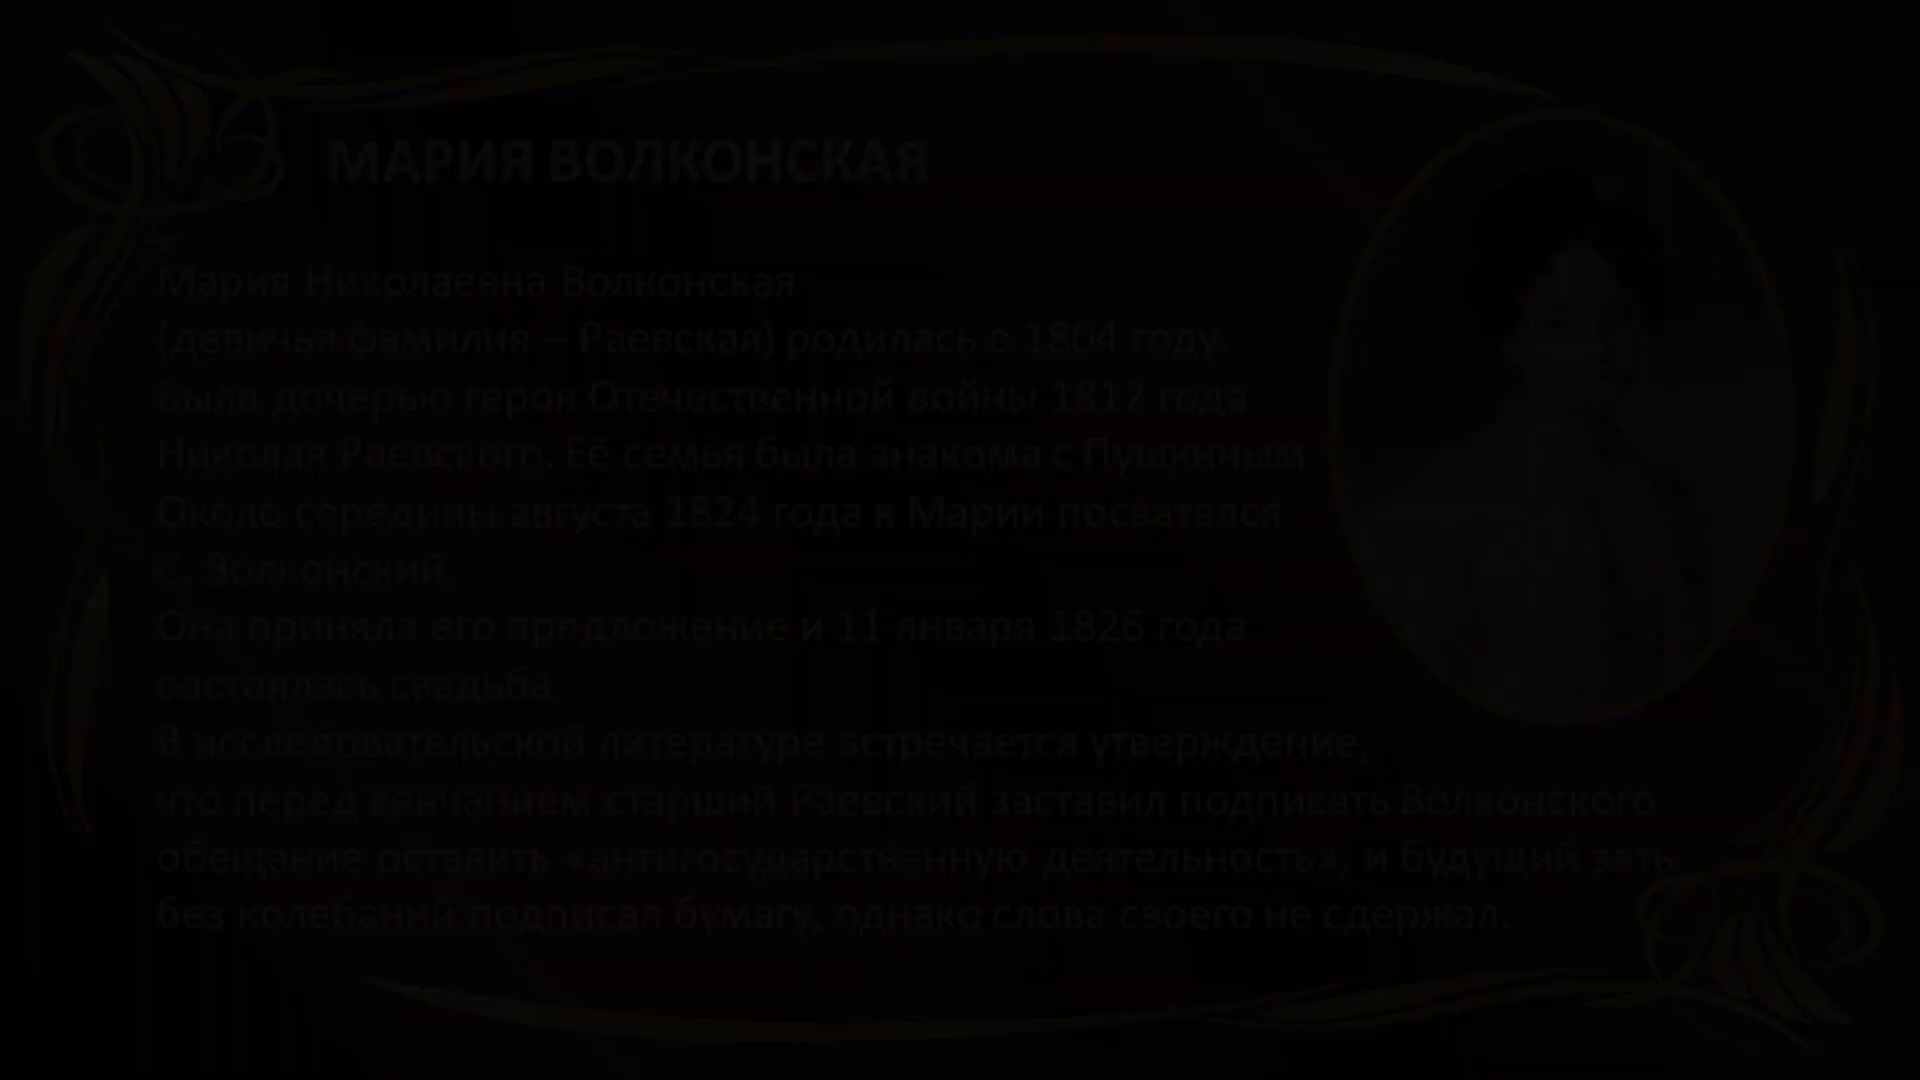 МАРИЯ ВОЛКОНСКАЯ
Мария Николаевна Волконская
(девичья фамилия – Раевская) родилась в 1804 году.
Была дочерью героя Отечественной войны 1812 года
Николая Раевского. Её семья была знакома с Пушкиным
Около середины августа 1824 года к Марии посватался
С. Волконский.
Она приняла его предложение и 11 января 1826 года
состоялась свадьба
В исследовательской литературе встречается утверждение,
что перед венчанием старший Раевский заставил подписать Волконского
обещание оставить «антигосударственную деятельность», и будущий зять
без колебаний подписал бумагу, однако слова своего не сдержал.